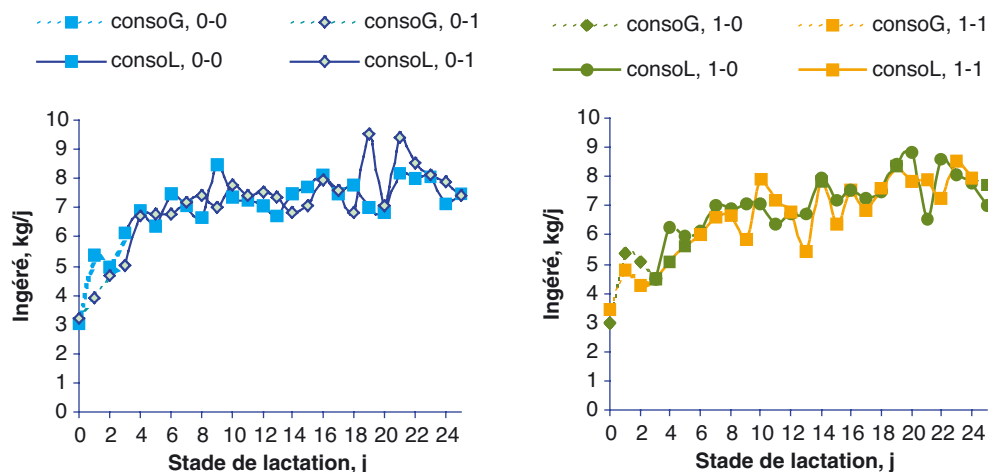 consoG, 0-0
consoG, 0-1
consoL, 0-0
consoL, 0-1
10
9
8
7
6
5
4
3
2
1
0
Ingéré, kg/j
0 2 4 6 8 10 12 14 16 18 20 22 24
Stade de lactation, j
consoG, 1-0
consoG, 1-1
consoL, 1-0
consoL, 1-1
10
9
8
7
6
5
4
3
2
1
0
Ingéré, kg/j
0 2 4 6 8 10 12 14 16 18 20 22 24
Stade de lactation, j